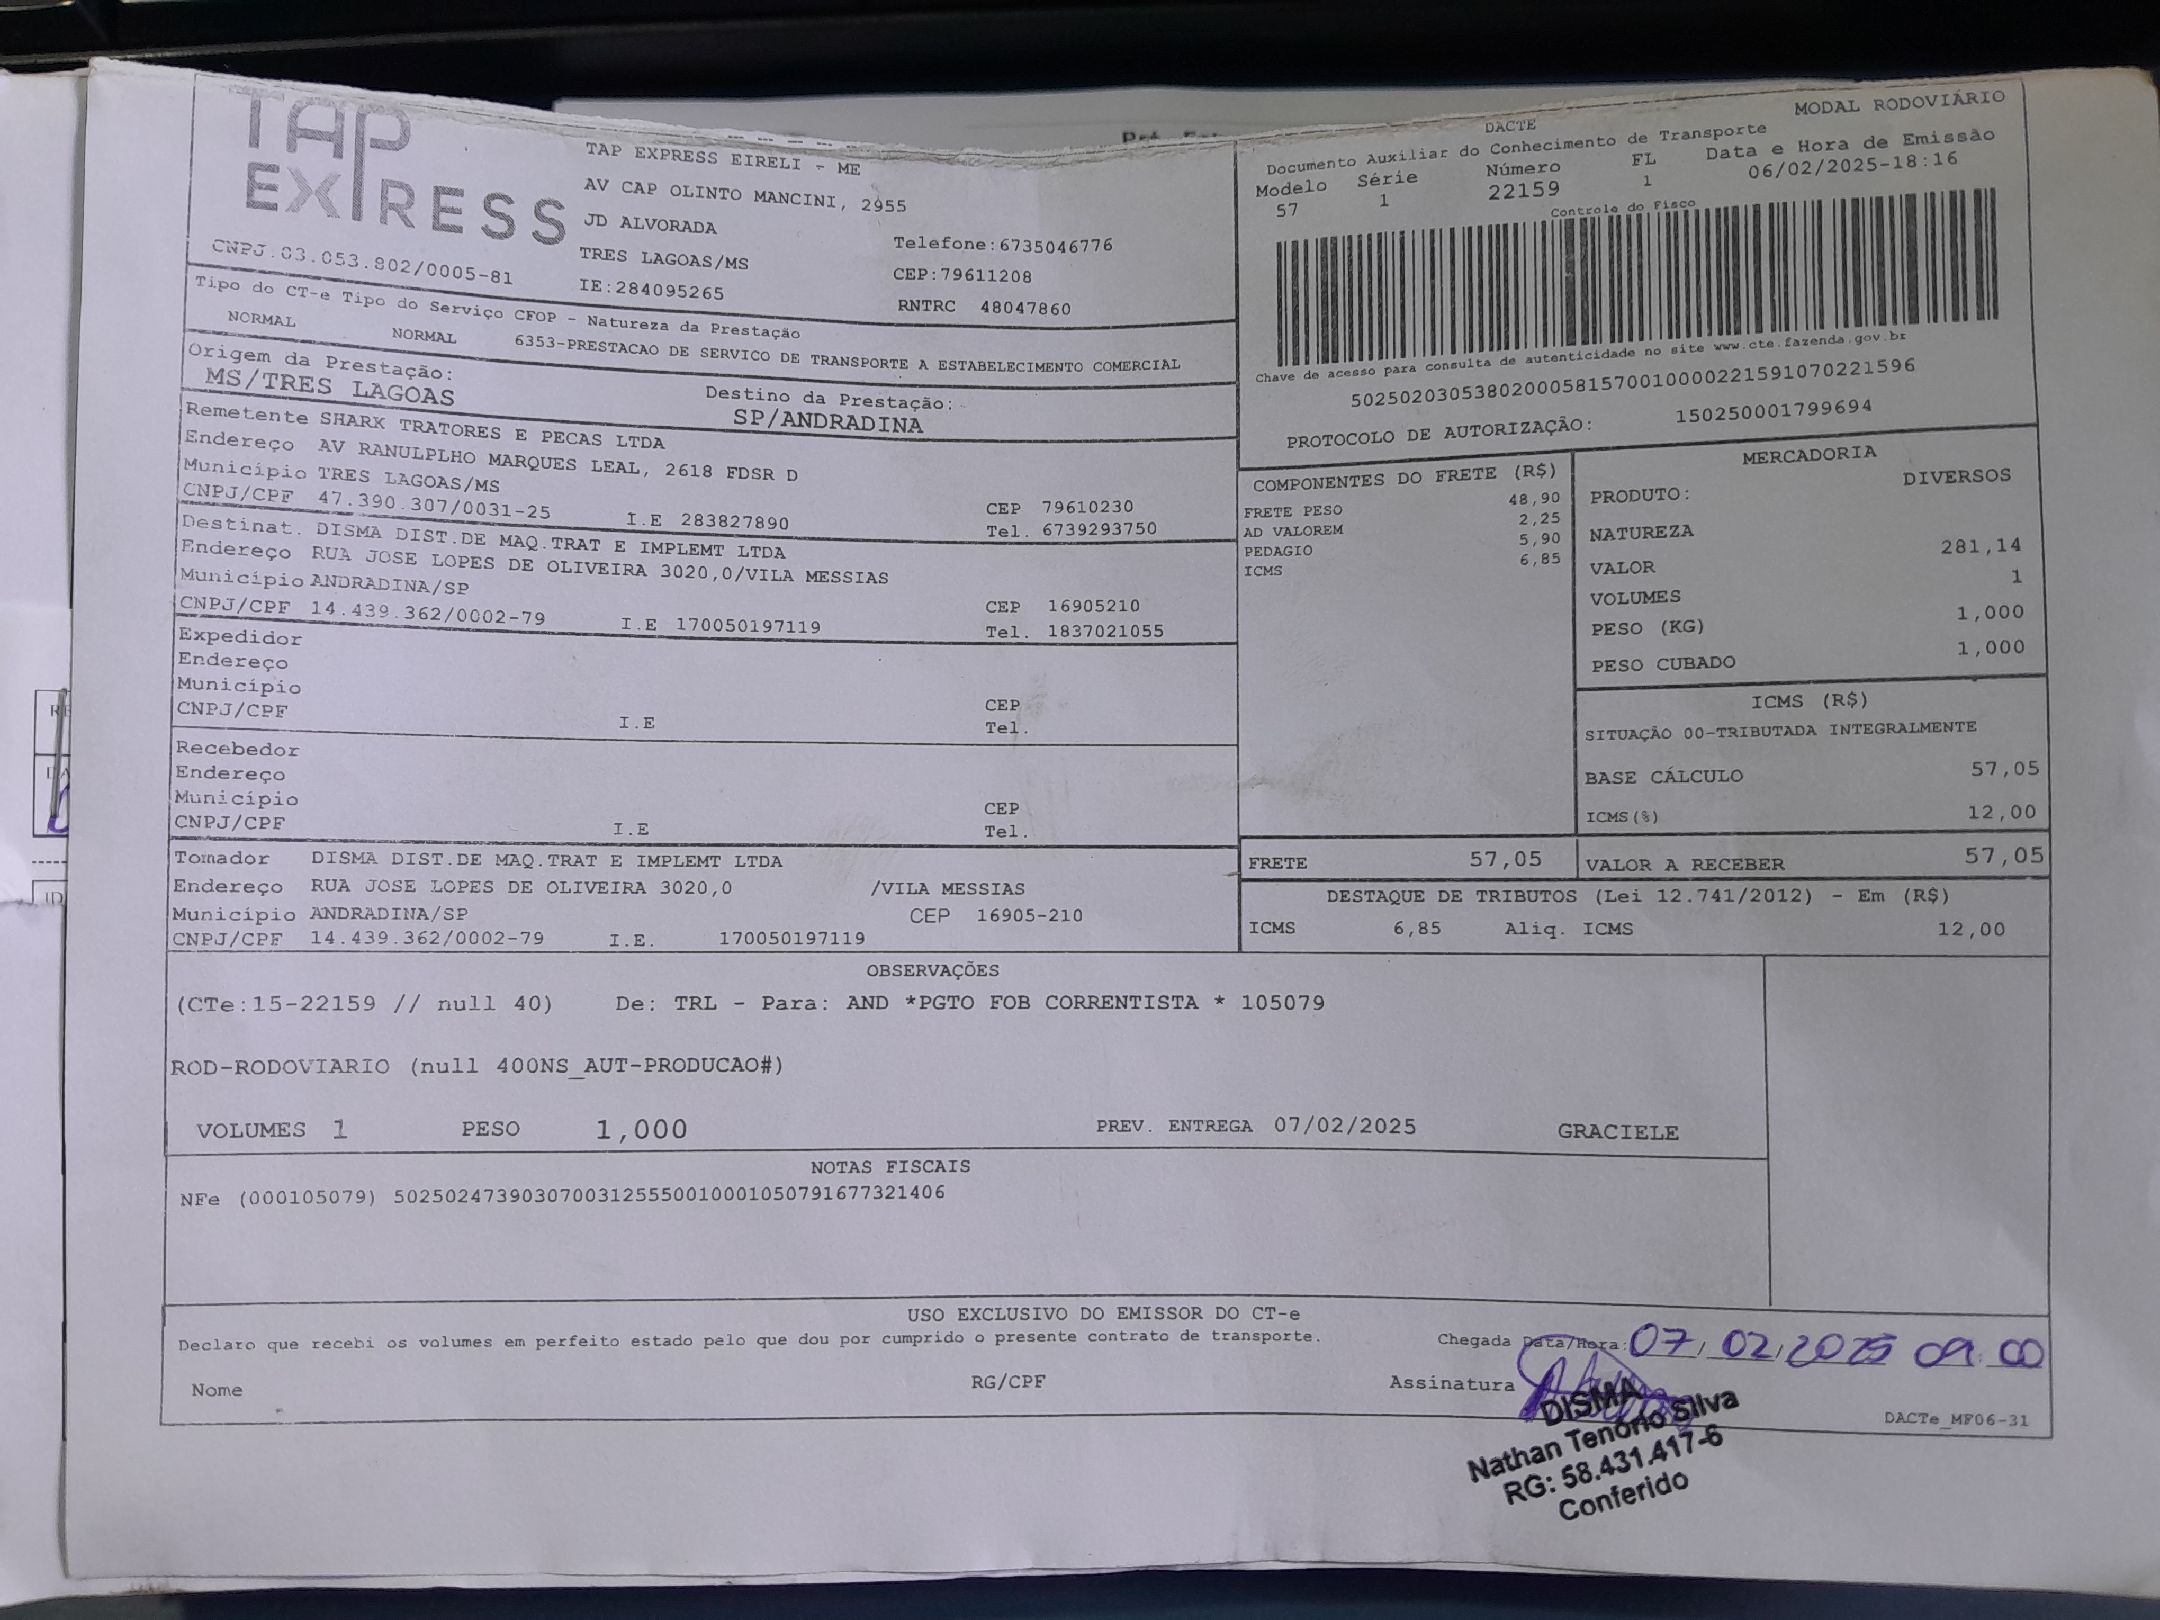 TAP
EXPRESS
CNPJ.03.053.802/0005-81
TAP EXPRESS EIRELI - ME
AV CAP OLINTO MANCINI, 2955
JD ALVORADA
TRES LAGOAS/MS
IE:284095265
Telefone:6735046776
CEP:79611208
RNTRC 48047860
MODAL RODOVIÁRIO
DACTE
Documento Auxiliar do Conhecimento de Transporte
Modelo Série Número FL Data e Hora de Emissão
57 1 22159 1 06/02/2025-18:16
Controle do Fisco
Chave de acesso para consulta de autenticidade no site www.cte.fazenda.gov.br
50250203053802000581570010000221591070221596
PROTOCOLO DE AUTORIZAÇÃO: 150250001799694
Tipo do CT-e Tipo do Serviço CFOP - Natureza da Prestação
NORMAL NORMAL 6353-PRESTACAO DE SERVICO DE TRANSPORTE A ESTABELECIMENTO COMERCIAL
Origem da Prestação: Destino da Prestação:
MS/TRES LAGOAS SP/ANDRADINA
Remetente SHARK TRATORES E PECAS LTDA
Endereço AV RANULPLHO MARQUES LEAL, 2618 FDSR D
Município TRES LAGOAS/MS CEP 79610230
CNPJ/CPF 47.390.307/0031-25 I.E 283827890 Tel. 6739293750
Destinat. DISMA DIST.DE MAQ.TRAT E IMPLEMT LTDA
Endereço RUA JOSE LOPES DE OLIVEIRA 3020,0/VILA MESSIAS
Município ANDRADINA/SP CEP 16905210
CNPJ/CPF 14.439.362/0002-79 I.E 170050197119 Tel. 1837021055
Expedidor
Endereço
Município CEP
CNPJ/CPF I.E Tel.
Recebedor
Endereço
Município CEP
CNPJ/CPF I.E Tel.
Tomador DISMA DIST.DE MAQ.TRAT E IMPLEMT LTDA
Endereço RUA JOSE LOPES DE OLIVEIRA 3020,0 /VILA MESSIAS
Município ANDRADINA/SP CEP 16905-210
CNPJ/CPF 14.439.362/0002-79 I.E. 170050197119
COMPONENTES DO FRETE (R$)
FRETE PESO 48,90
AD VALOREM 2,25
PEDAGIO 5,90
ICMS 6,85
MERCADORIA
PRODUTO: DIVERSOS
NATUREZA
VALOR 281,14
VOLUMES 1
PESO (KG) 1,000
PESO CUBADO 1,000
ICMS (R$)
SITUAÇÃO 00-TRIBUTADA INTEGRALMENTE
BASE CÁLCULO 57,05
ICMS(%) 12,00
FRETE 57,05 VALOR A RECEBER 57,05
DESTAQUE DE TRIBUTOS (Lei 12.741/2012) - Em (R$)
ICMS 6,85 Aliq. ICMS 12,00
OBSERVAÇÕES
(CTe:15-22159 // null 40) De: TRL - Para: AND *PGTO FOB CORRENTISTA * 105079
ROD-RODOVIARIO (null 400NS_AUT-PRODUCAO#)
VOLUMES 1 PESO 1,000 PREV. ENTREGA 07/02/2025 GRACIELE
NOTAS FISCAIS
NFe (000105079) 50250247390307003125550010001050791677321406
USO EXCLUSIVO DO EMISSOR DO CT-e
Declaro que recebi os volumes em perfeito estado pelo que dou por cumprido o presente contrato de transporte. Chegada Data/Hora: 07/02/2025 09:00
Nome RG/CPF Assinatura
DACTe_MF06-31
DISMA
Nathan Tenório Silva
RG: 58.431.417-6
Conferido